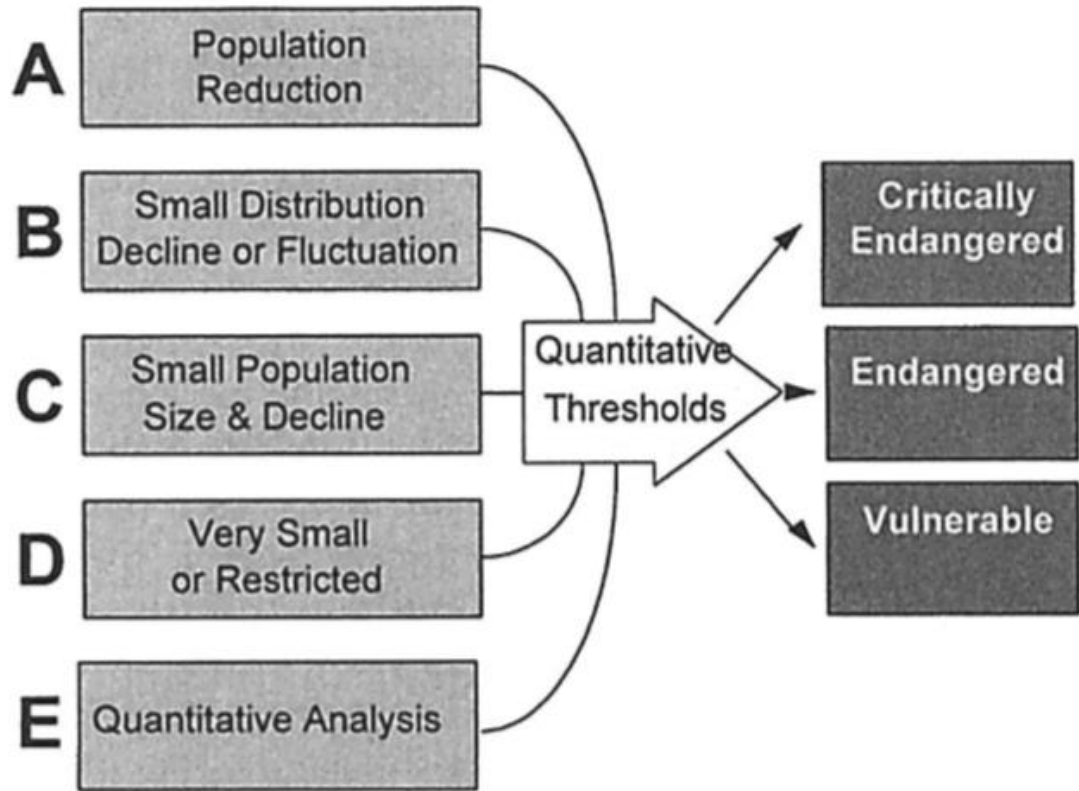 A
Population
Reduction
B
Small Distribution
Decline or Fluctuation
C
Small Population
Size & Decline
D
Very Small
or Restricted
E
Quantitative Analysis
Quantitative
Thresholds
Critically
Endangered
Endangered
Vulnerable